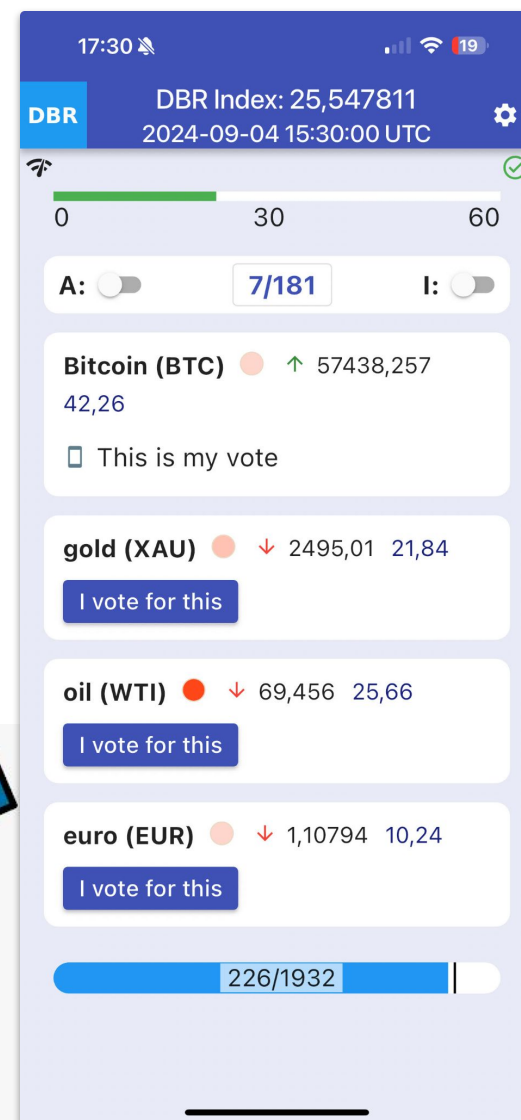 17:30
19
DBR
DBR Index: 25,547811
2024-09-04 15:30:00 UTC
0 30 60
A: 7/181 I:
Bitcoin (BTC) ↑ 57438,257
42,26
This is my vote
gold (XAU) ↓ 2495,01 21,84
I vote for this
oil (WTI) ↓ 69,456 25,66
I vote for this
euro (EUR) ↓ 1,10794 10,24
I vote for this
226/1932